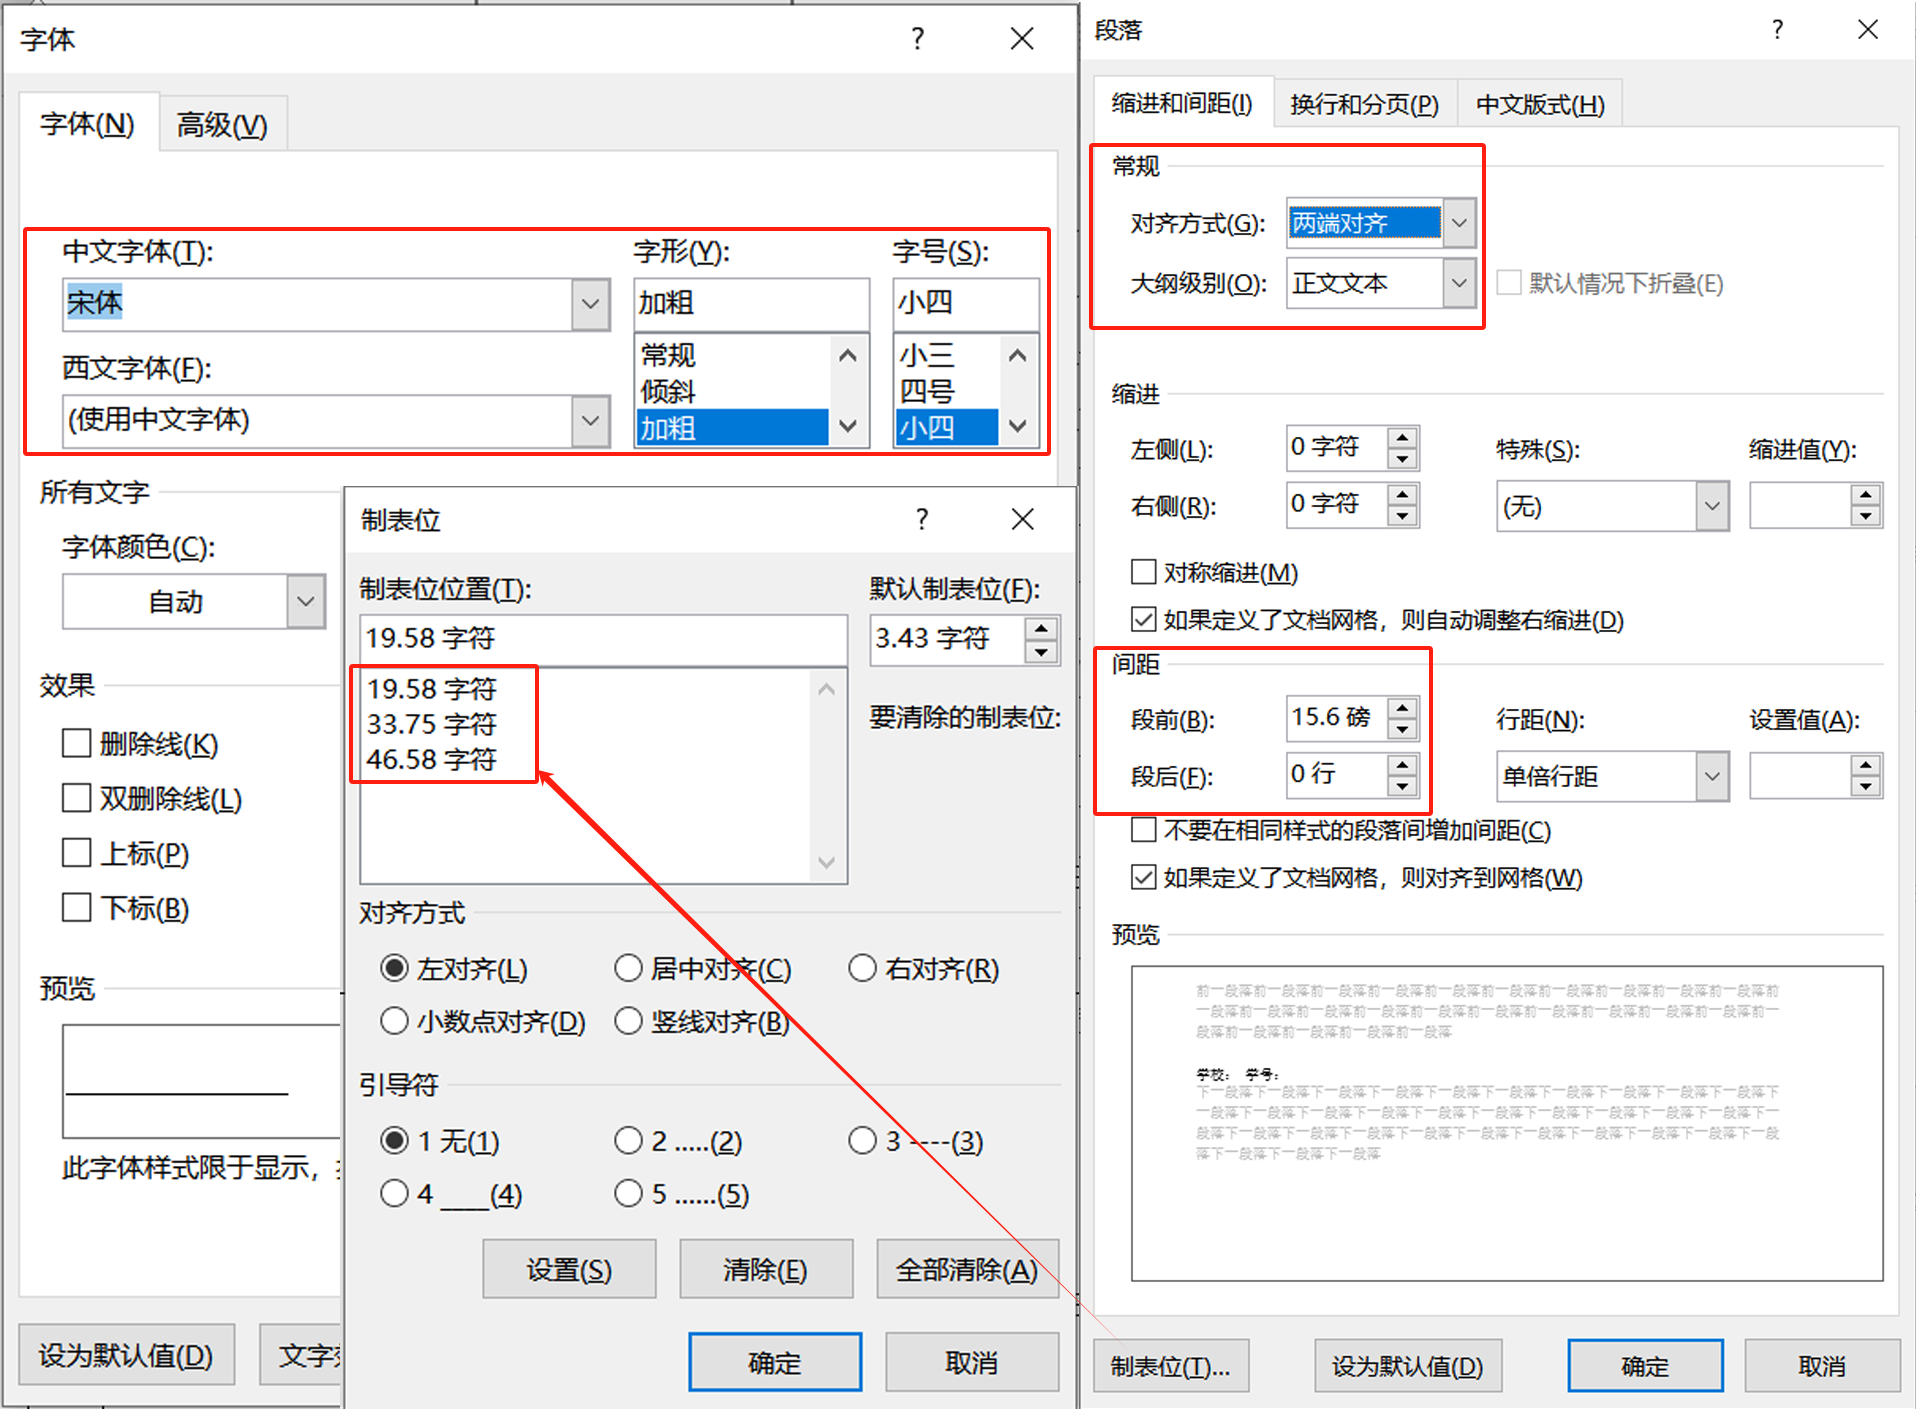 字体
字体(N)
高级(V)
中文字体(T):
字形(Y):
字号(S):
宋体
加粗
小四
常规
倾斜
加粗
小三
四号
小四
西文字体(F):
(使用中文字体)
所有文字
字体颜色(C):
自动
效果
删除线(K)
双删除线(L)
上标(P)
下标(B)
预览
此字体样式限于显示,
设为默认值(D)
文字
制表位
制表位位置(T):
默认制表位(F):
19.58 字符
3.43 字符
19.58 字符
33.75 字符
46.58 字符
要清除的制表位:
对齐方式
左对齐(L)
居中对齐(C)
右对齐(R)
小数点对齐(D)
竖线对齐(B)
引导符
1 无(1)
2 .....(2)
3 ----(3)
4 ____(4)
5 ......(5)
设置(S)
清除(E)
全部清除(A)
确定
取消
段落
缩进和间距(I)
换行和分页(P)
中文版式(H)
常规
对齐方式(G):
两端对齐
大纲级别(O):
正文文本
默认情况下折叠(E)
缩进
左侧(L):
0 字符
特殊(S):
缩进值(Y):
右侧(R):
0 字符
(无)
对称缩进(M)
如果定义了文档网格，则自动调整右缩进(D)
间距
段前(B):
15.6 磅
行距(N):
设置值(A):
段后(F):
0 行
单倍行距
不要在相同样式的段落间增加间距(C)
如果定义了文档网格，则对齐到网格(W)
预览
前一段落前一段落前一段落前一段落前一段落前一段落前一段落前一段落前一段落前一段落前
一段落前一段落前一段落前一段落前一段落前一段落前一段落前一段落前一段落前一段落前一
段落前一段落前一段落前一段落前一段落
学校： 学号：
下一段落下一段落下一段落下一段落下一段落下一段落下一段落下一段落下一段落下一段落下
一段落下一段落下一段落下一段落下一段落下一段落下一段落下一段落下一段落下一段落下一
段落下一段落下一段落下一段落下一段落下一段落下一段落下一段落下一段落下一段落下一段
落下一段落下一段落下一段落
制表位(T)...
设为默认值(D)
确定
取消